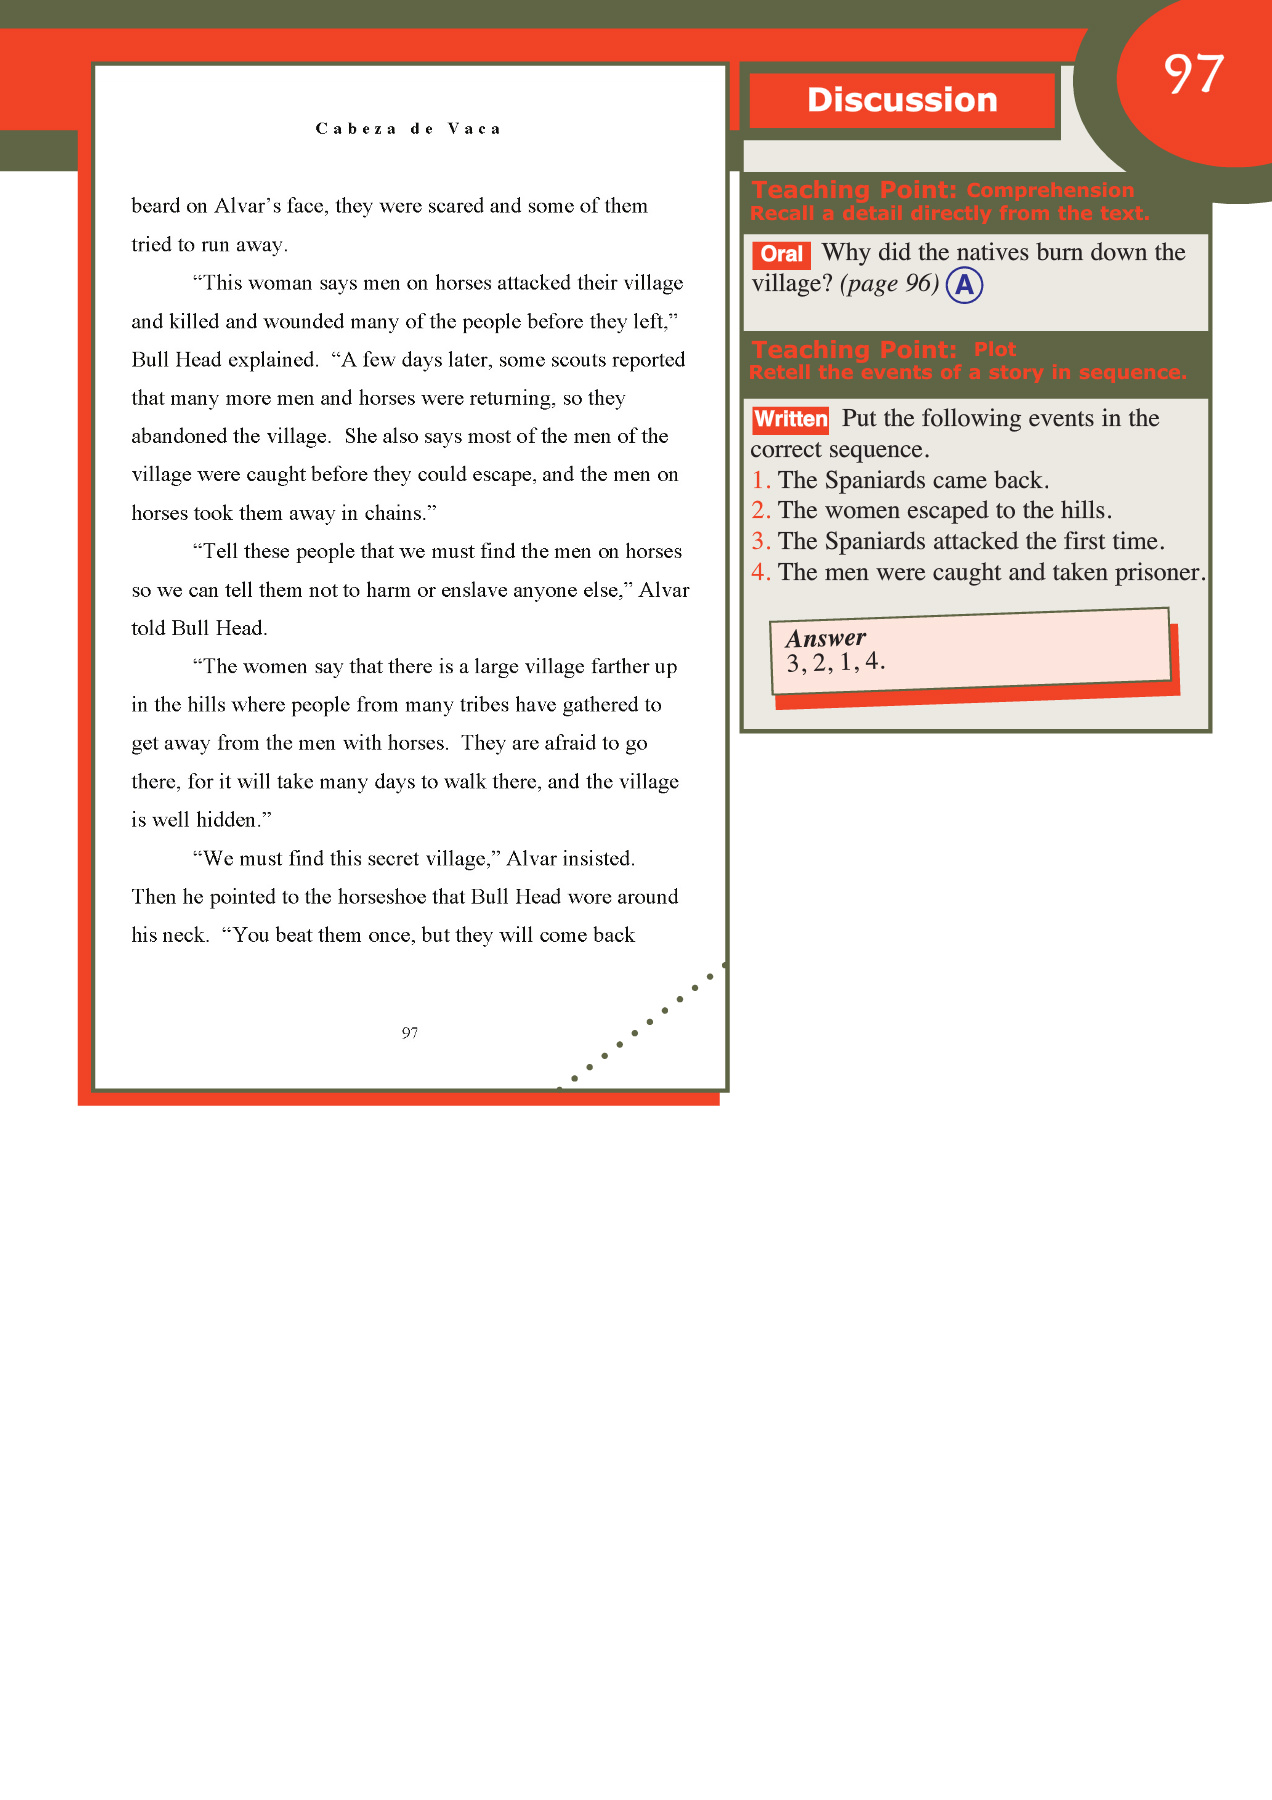 97
Cabeza de Vaca
beard on Alvar’s face, they were scared and some of them
tried to run away.
“This woman says men on horses attacked their village
and killed and wounded many of the people before they left,”
Bull Head explained.  “A few days later, some scouts reported
that many more men and horses were returning, so they
abandoned the village.  She also says most of the men of the
village were caught before they could escape, and the men on
horses took them away in chains.”
“Tell these people that we must find the men on horses
so we can tell them not to harm or enslave anyone else,” Alvar
told Bull Head.
“The women say that there is a large village farther up
in the hills where people from many tribes have gathered to
get away from the men with horses.  They are afraid to go
there, for it will take many days to walk there, and the village
is well hidden.”
“We must find this secret village,” Alvar insisted.
Then he pointed to the horseshoe that Bull Head wore around
his neck.  “You beat them once, but they will come back
97
Discussion
Teaching Point: Comprehension
Recall a detail directly from the text.
Oral Why did the natives burn down the
village? (page 96) A
Teaching Point: Plot
Retell the events of a story in sequence.
Written Put the following events in the
correct sequence.
1. The Spaniards came back.
2. The women escaped to the hills.
3. The Spaniards attacked the first time.
4. The men were caught and taken prisoner.
Answer
3, 2, 1, 4.